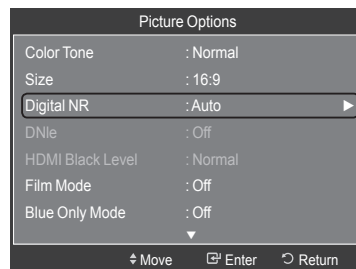 Picture Options
Color Tone : Normal
Size : 16:9
Digital NR : Auto ▶
DNIe : Off
HDMI Black Level : Normal
Film Mode : Off
Blue Only Mode : Off
▼
Move Enter Return